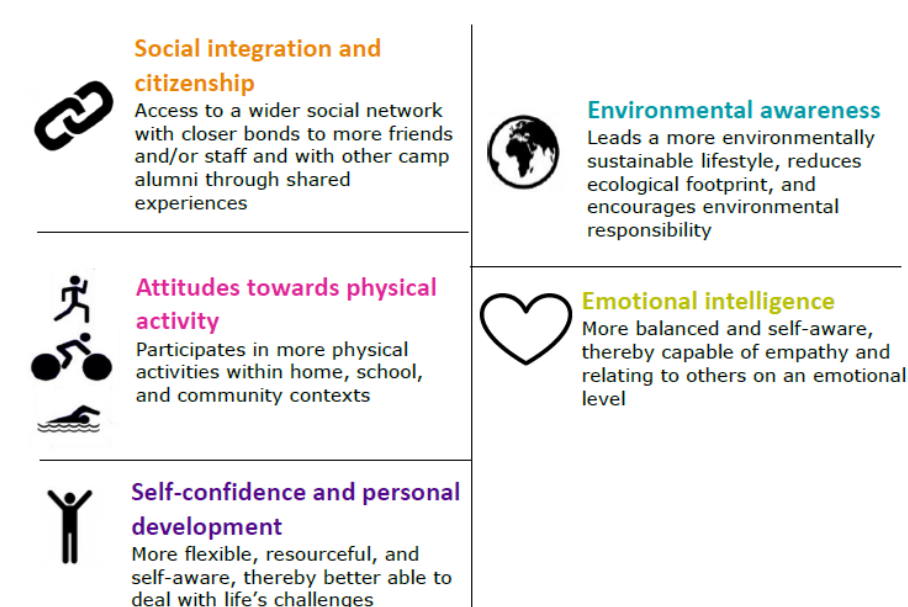 Social integration and
citizenship
Access to a wider social network
with closer bonds to more friends
and/or staff and with other camp
alumni through shared
experiences
Attitudes towards physical
activity
Participates in more physical
activities within home, school,
and community contexts
Self-confidence and personal
development
More flexible, resourceful, and
self-aware, thereby better able to
deal with life's challenges
Environmental awareness
Leads a more environmentally
sustainable lifestyle, reduces
ecological footprint, and
encourages environmental
responsibility
Emotional intelligence
More balanced and self-aware,
thereby capable of empathy and
relating to others on an emotional
level